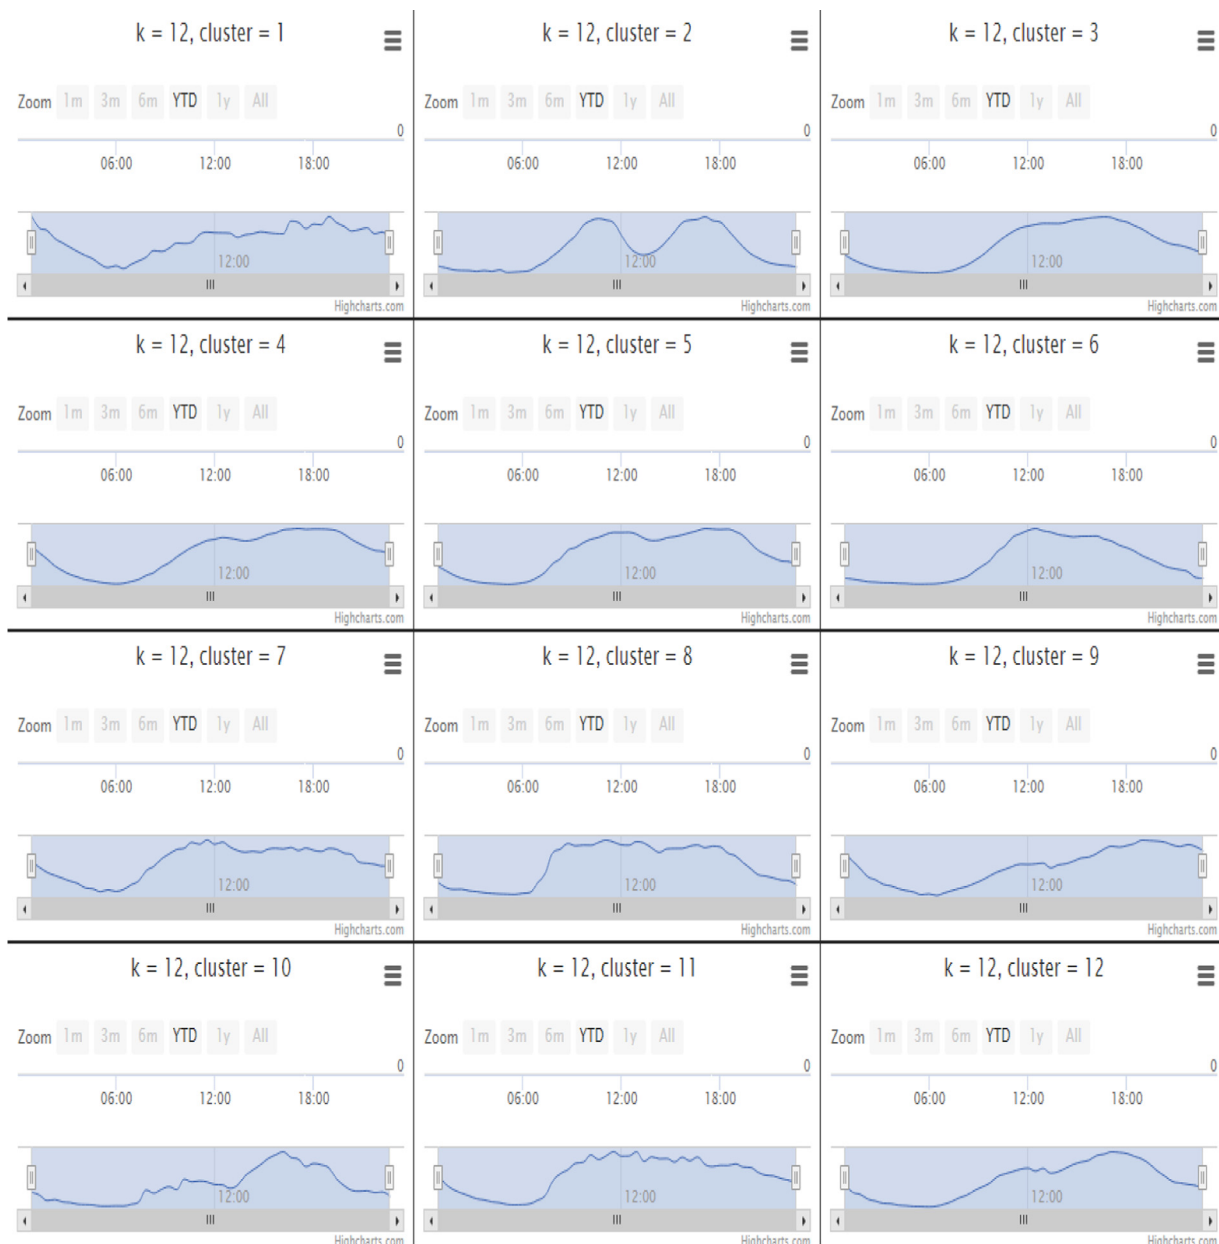 k = 12, cluster = 1
Zoom 1m 3m 6m YTD 1y All
0
06:00 12:00 18:00
12:00
Highcharts.com
k = 12, cluster = 2
Zoom 1m 3m 6m YTD 1y All
0
06:00 12:00 18:00
12:00
Highcharts.com
k = 12, cluster = 3
Zoom 1m 3m 6m YTD 1y All
0
06:00 12:00 18:00
12:00
Highcharts.com
k = 12, cluster = 4
Zoom 1m 3m 6m YTD 1y All
0
06:00 12:00 18:00
12:00
Highcharts.com
k = 12, cluster = 5
Zoom 1m 3m 6m YTD 1y All
0
06:00 12:00 18:00
12:00
Highcharts.com
k = 12, cluster = 6
Zoom 1m 3m 6m YTD 1y All
0
06:00 12:00 18:00
12:00
Highcharts.com
k = 12, cluster = 7
Zoom 1m 3m 6m YTD 1y All
0
06:00 12:00 18:00
12:00
Highcharts.com
k = 12, cluster = 8
Zoom 1m 3m 6m YTD 1y All
0
06:00 12:00 18:00
12:00
Highcharts.com
k = 12, cluster = 9
Zoom 1m 3m 6m YTD 1y All
0
06:00 12:00 18:00
12:00
Highcharts.com
k = 12, cluster = 10
Zoom 1m 3m 6m YTD 1y All
0
06:00 12:00 18:00
12:00
Highcharts.com
k = 12, cluster = 11
Zoom 1m 3m 6m YTD 1y All
0
06:00 12:00 18:00
12:00
Highcharts.com
k = 12, cluster = 12
Zoom 1m 3m 6m YTD 1y All
0
06:00 12:00 18:00
12:00
Highcharts.com